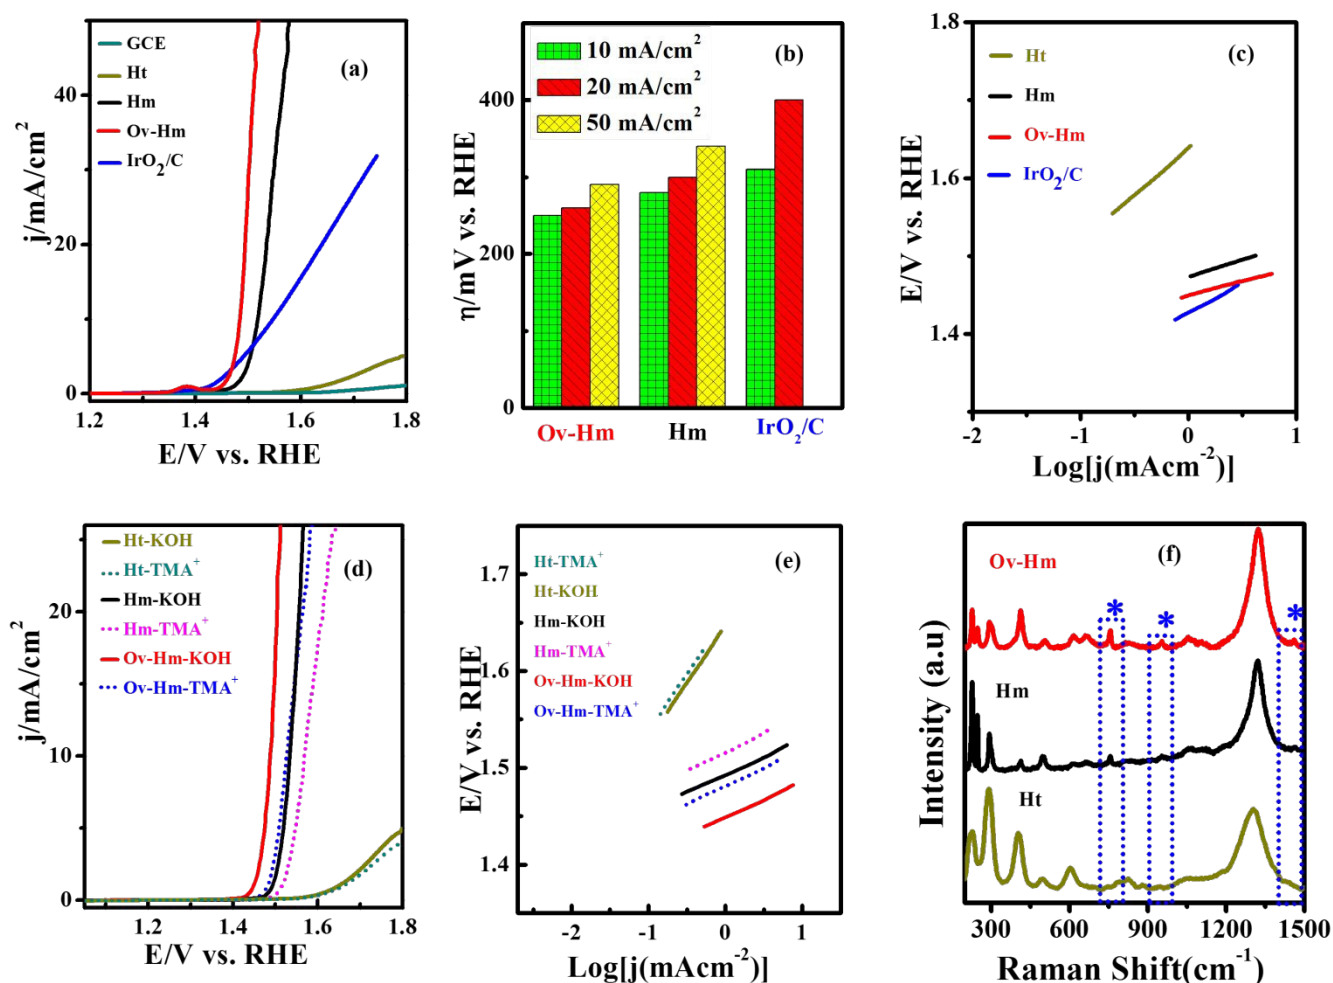 GCE
Ht
Hm
Ov-Hm
IrO2/C
(a)
40
20
0
j/mA/cm2
1.2 1.4 1.6 1.8
E/V vs. RHE
10 mA/cm2
20 mA/cm2
50 mA/cm2
(b)
400
200
0
η/mV vs. RHE
Ov-Hm Hm IrO2/C
Ht
Hm
Ov-Hm
IrO2/C
(c)
1.8
1.6
1.4
E/V vs. RHE
-2 -1 0 1
Log[j(mAcm-2)]
Ht-KOH
Ht-TMA+
Hm-KOH
Hm-TMA+
Ov-Hm-KOH
Ov-Hm-TMA+
(d)
20
10
0
j/mA/cm2
1.2 1.4 1.6 1.8
E/V vs. RHE
Ht-TMA+
Ht-KOH
Hm-KOH
Hm-TMA+
Ov-Hm-KOH
Ov-Hm-TMA+
(e)
1.7
1.6
1.5
1.4
E/V vs. RHE
-2 -1 0 1
Log[j(mAcm-2)]
Ov-Hm
(f)
* * *
Hm
Ht
Intensity (a.u)
300 600 900 1200 1500
Raman Shift(cm-1)